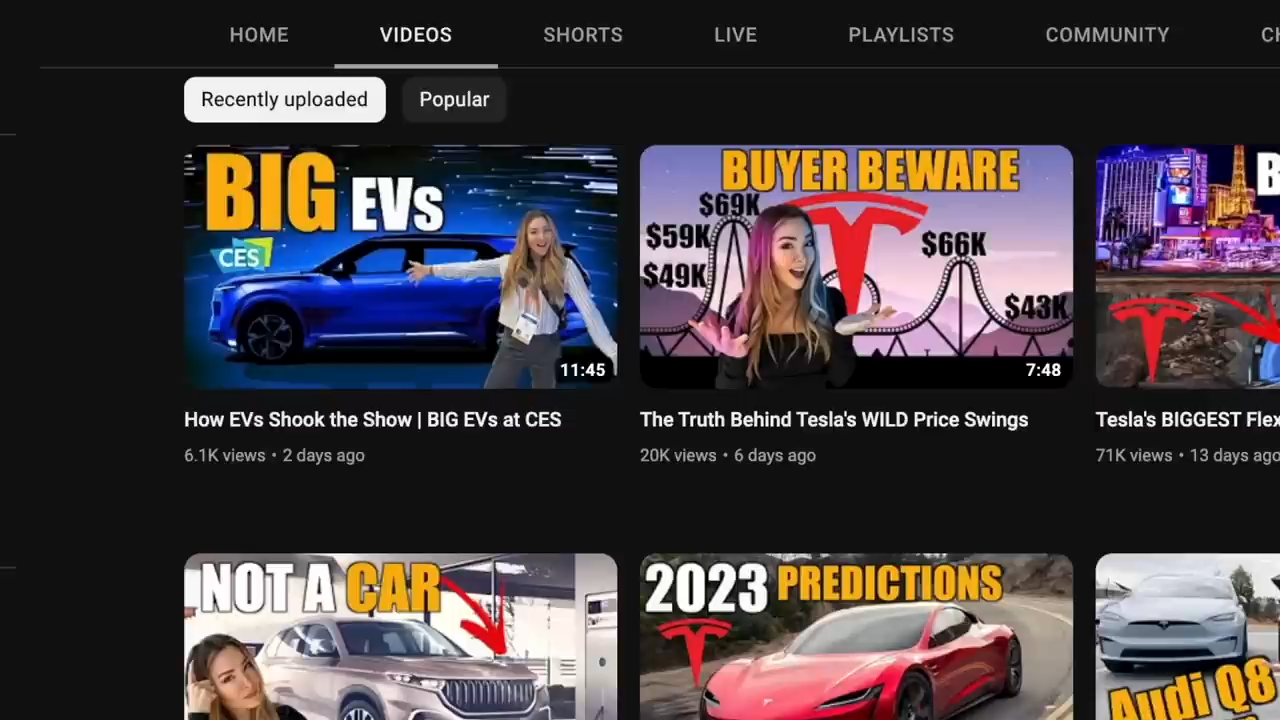 HOME VIDEOS SHORTS LIVE PLAYLISTS COMMUNITY
Recently uploaded Popular
BIG EVs
CES
11:45
BUYER BEWARE
$69K
$59K
$66K
$49K
$43K
7:48
How EVs Shook the Show | BIG EVs at CES
6.1K views • 2 days ago
The Truth Behind Tesla's WILD Price Swings
20K views • 6 days ago
Tesla's BIGGEST Flex
71K views • 13 days ago
NOT A CAR
2023 PREDICTIONS
Audi Q8